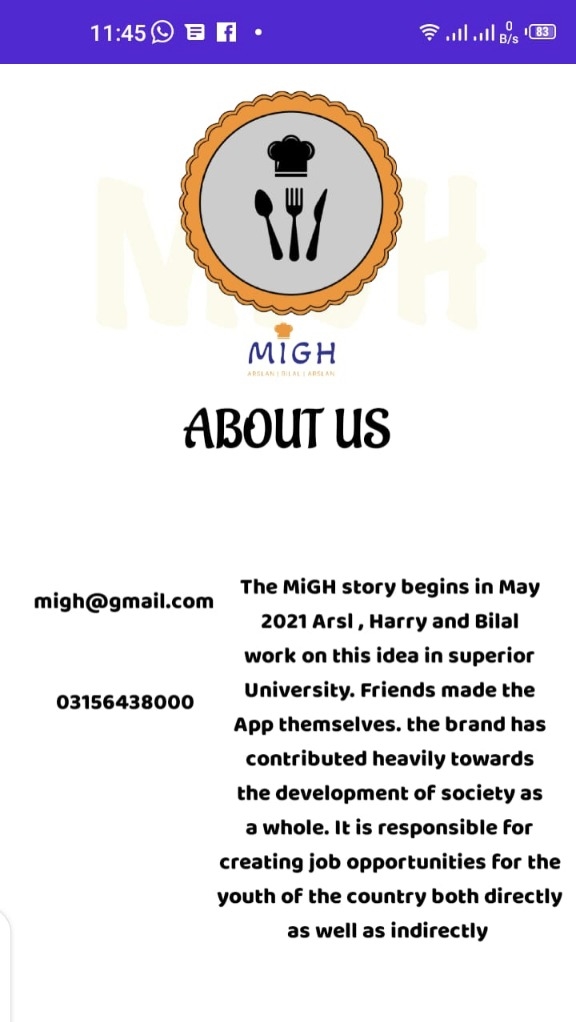 11:45
0
B/s
83
MIGH
MIGH
ARSLAN | BILAL | ARSLAN
ABOUT US
migh@gmail.com
03156438000
The MiGH story begins in May
2021 Arsl , Harry and Bilal
work on this idea in superior
University. Friends made the
App themselves. the brand has
contributed heavily towards
the development of society as
a whole. It is responsible for
creating job opportunities for the
youth of the country both directly
as well as indirectly